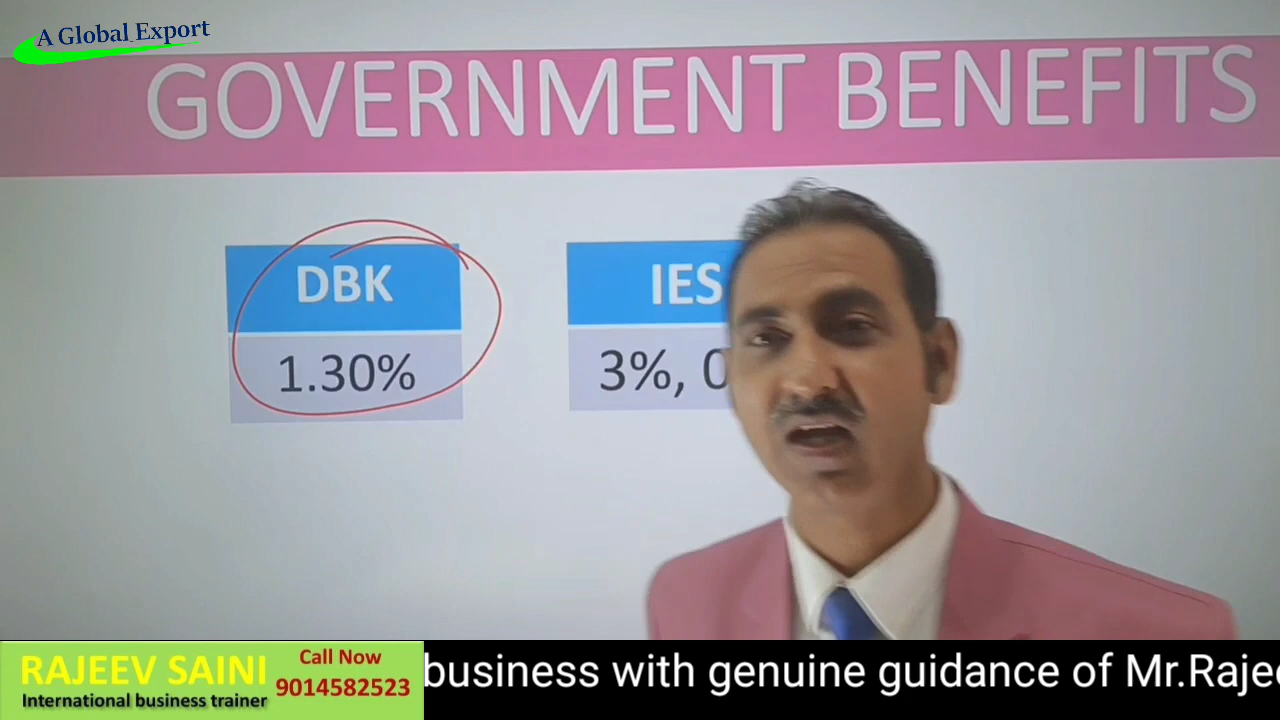 A Global Export
GOVERNMENT BENEFITS
DBK
IES
1.30%
3%, 0
RAJEEV SAINI
International business trainer
Call Now
9014582523
business with genuine guidance of Mr.Rajee